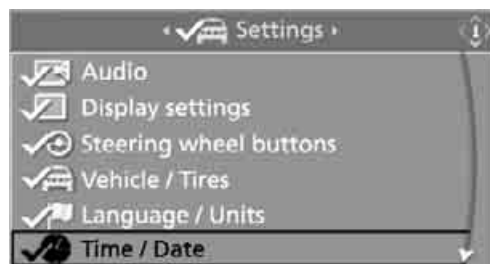 Settings
Audio
Display settings
Steering wheel buttons
Vehicle / Tires
Language / Units
Time / Date